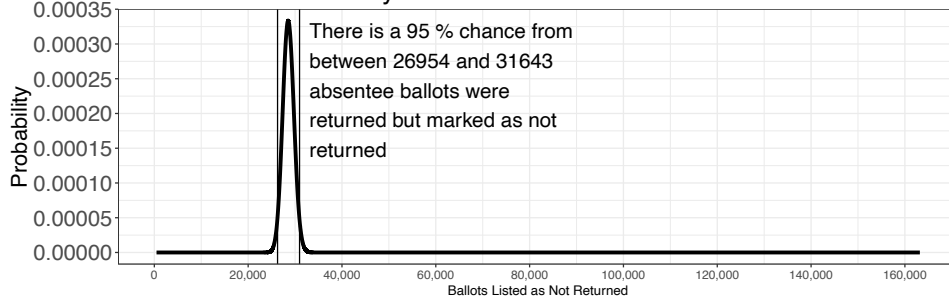 0.00035
0.00030
0.00025
0.00020
0.00015
0.00010
0.00005
0.00000
Probability
There is a 95 % chance from
between 26954 and 31643
absentee ballots were
returned but marked as not
returned
0 20,000 40,000 60,000 80,000 100,000 120,000 140,000 160,000
Ballots Listed as Not Returned